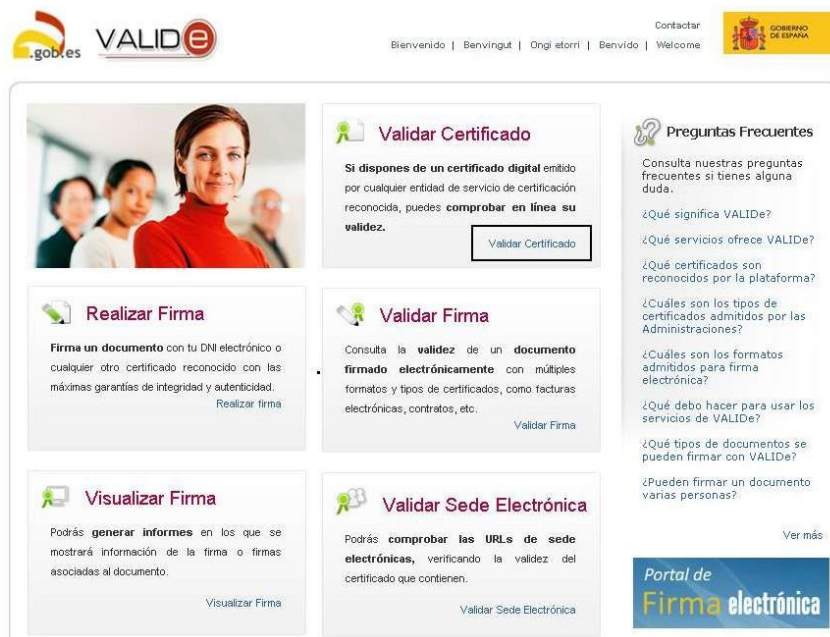 .gob.es
VALIDe
Contactar
Bienvenido | Benvingut | Ongi etorri | Benvido | Welcome
GOBIERNO
DE ESPAÑA
Validar Certificado
Si dispones de un certificado digital emitido
por cualquier entidad de servicio de certificación
reconocida, puedes comprobar en línea su
validez.
Validar Certificado
Realizar Firma
Firma un documento con tu DNI electrónico o
cualquier otro certificado reconocido con las
máximas garantías de integridad y autenticidad.
Realizar firma
Validar Firma
Consulta la validez de un documento
firmado electrónicamente con múltiples
formatos y tipos de certificados, como facturas
electrónicas, contratos, etc.
Validar Firma
Visualizar Firma
Podrás generar informes en los que se
mostrará información de la firma o firmas
asociadas al documento.
Visualizar Firma
Validar Sede Electrónica
Podrás comprobar las URLs de sede
electrónicas, verificando la validez del
certificado que contienen.
Validar Sede Electrónica
Preguntas Frecuentes
Consulta nuestras preguntas
frecuentes si tienes alguna
duda.
¿Qué significa VALIDe?
¿Qué servicios ofrece VALIDe?
¿Qué certificados son
reconocidos por la plataforma?
¿Cuáles son los tipos de
certificados admitidos por las
Administraciones?
¿Cuáles son los formatos
admitidos para firma
electrónica?
¿Qué debo hacer para usar los
servicios de VALIDe?
¿Qué tipos de documentos se
pueden firmar con VALIDe?
¿Pueden firmar un documento
varias personas?
Ver más
Portal de
Firma electrónica